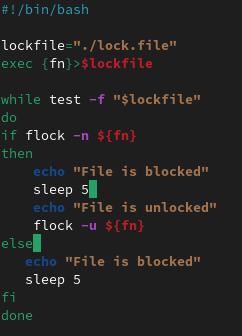 #!/bin/bash
lockfile="./lock.file"
exec {fn}>$lockfile
while test -f "$lockfile"
do
if flock -n ${fn}
then
echo "File is blocked"
sleep 5
echo "File is unlocked"
flock -u ${fn}
else
echo "File is blocked"
sleep 5
fi
done